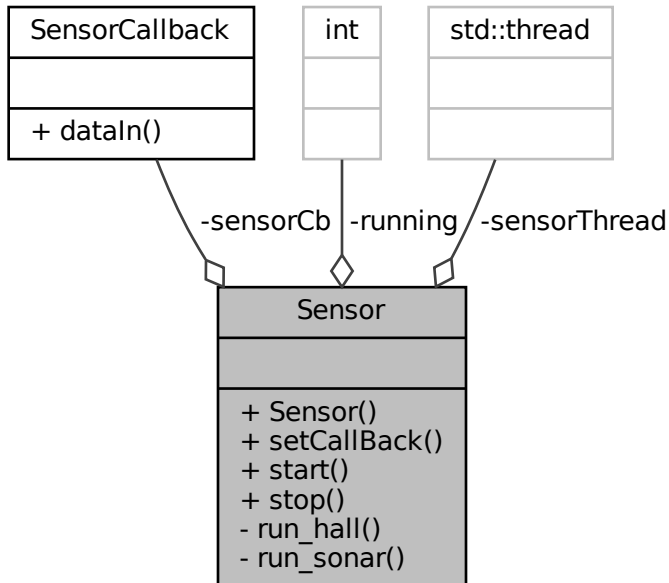 SensorCallback
int
std::thread
+ dataIn()
-sensorCb
-running
-sensorThread
Sensor
+ Sensor()
+ setCallBack()
+ start()
+ stop()
- run_hall()
- run_sonar()